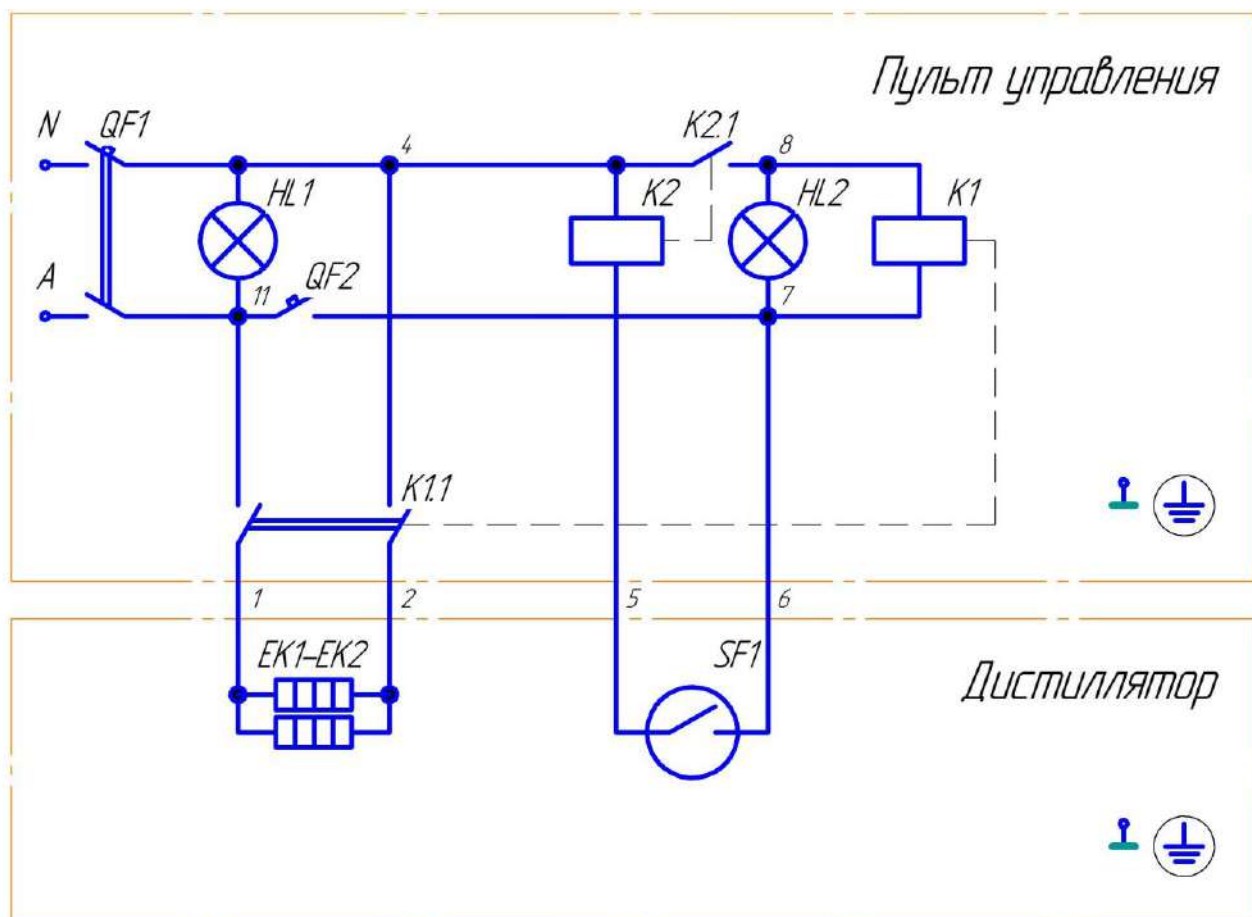 Пульт управления
N QF1 4 K2.1 8
HL1 K2 HL2 K1
A 11 QF2 7
K1.1
1 2 5 6
EK1-EK2 SF1
Дистиллятор